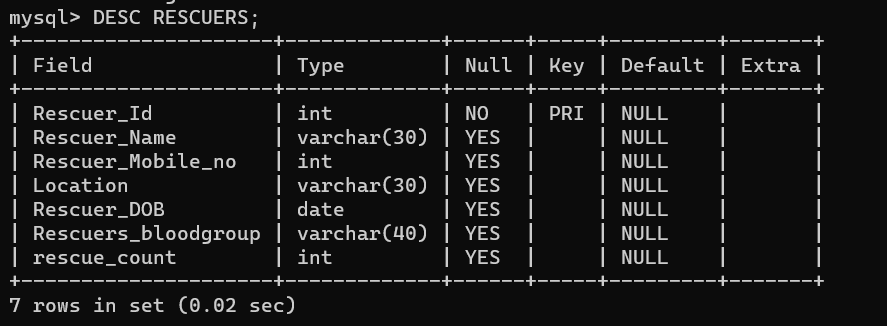 mysql> DESC RESCUERS;
+---------------------+-------------+------+-----+---------+-------+
| Field               | Type        | Null | Key | Default | Extra |
+---------------------+-------------+------+-----+---------+-------+
| Rescuer_Id          | int         | NO   | PRI | NULL    |       |
| Rescuer_Name        | varchar(30) | YES  |     | NULL    |       |
| Rescuer_Mobile_no   | int         | YES  |     | NULL    |       |
| Location            | varchar(30) | YES  |     | NULL    |       |
| Rescuer_DOB         | date        | YES  |     | NULL    |       |
| Rescuers_bloodgroup | varchar(40) | YES  |     | NULL    |       |
| rescue_count        | int         | YES  |     | NULL    |       |
+---------------------+-------------+------+-----+---------+-------+
7 rows in set (0.02 sec)